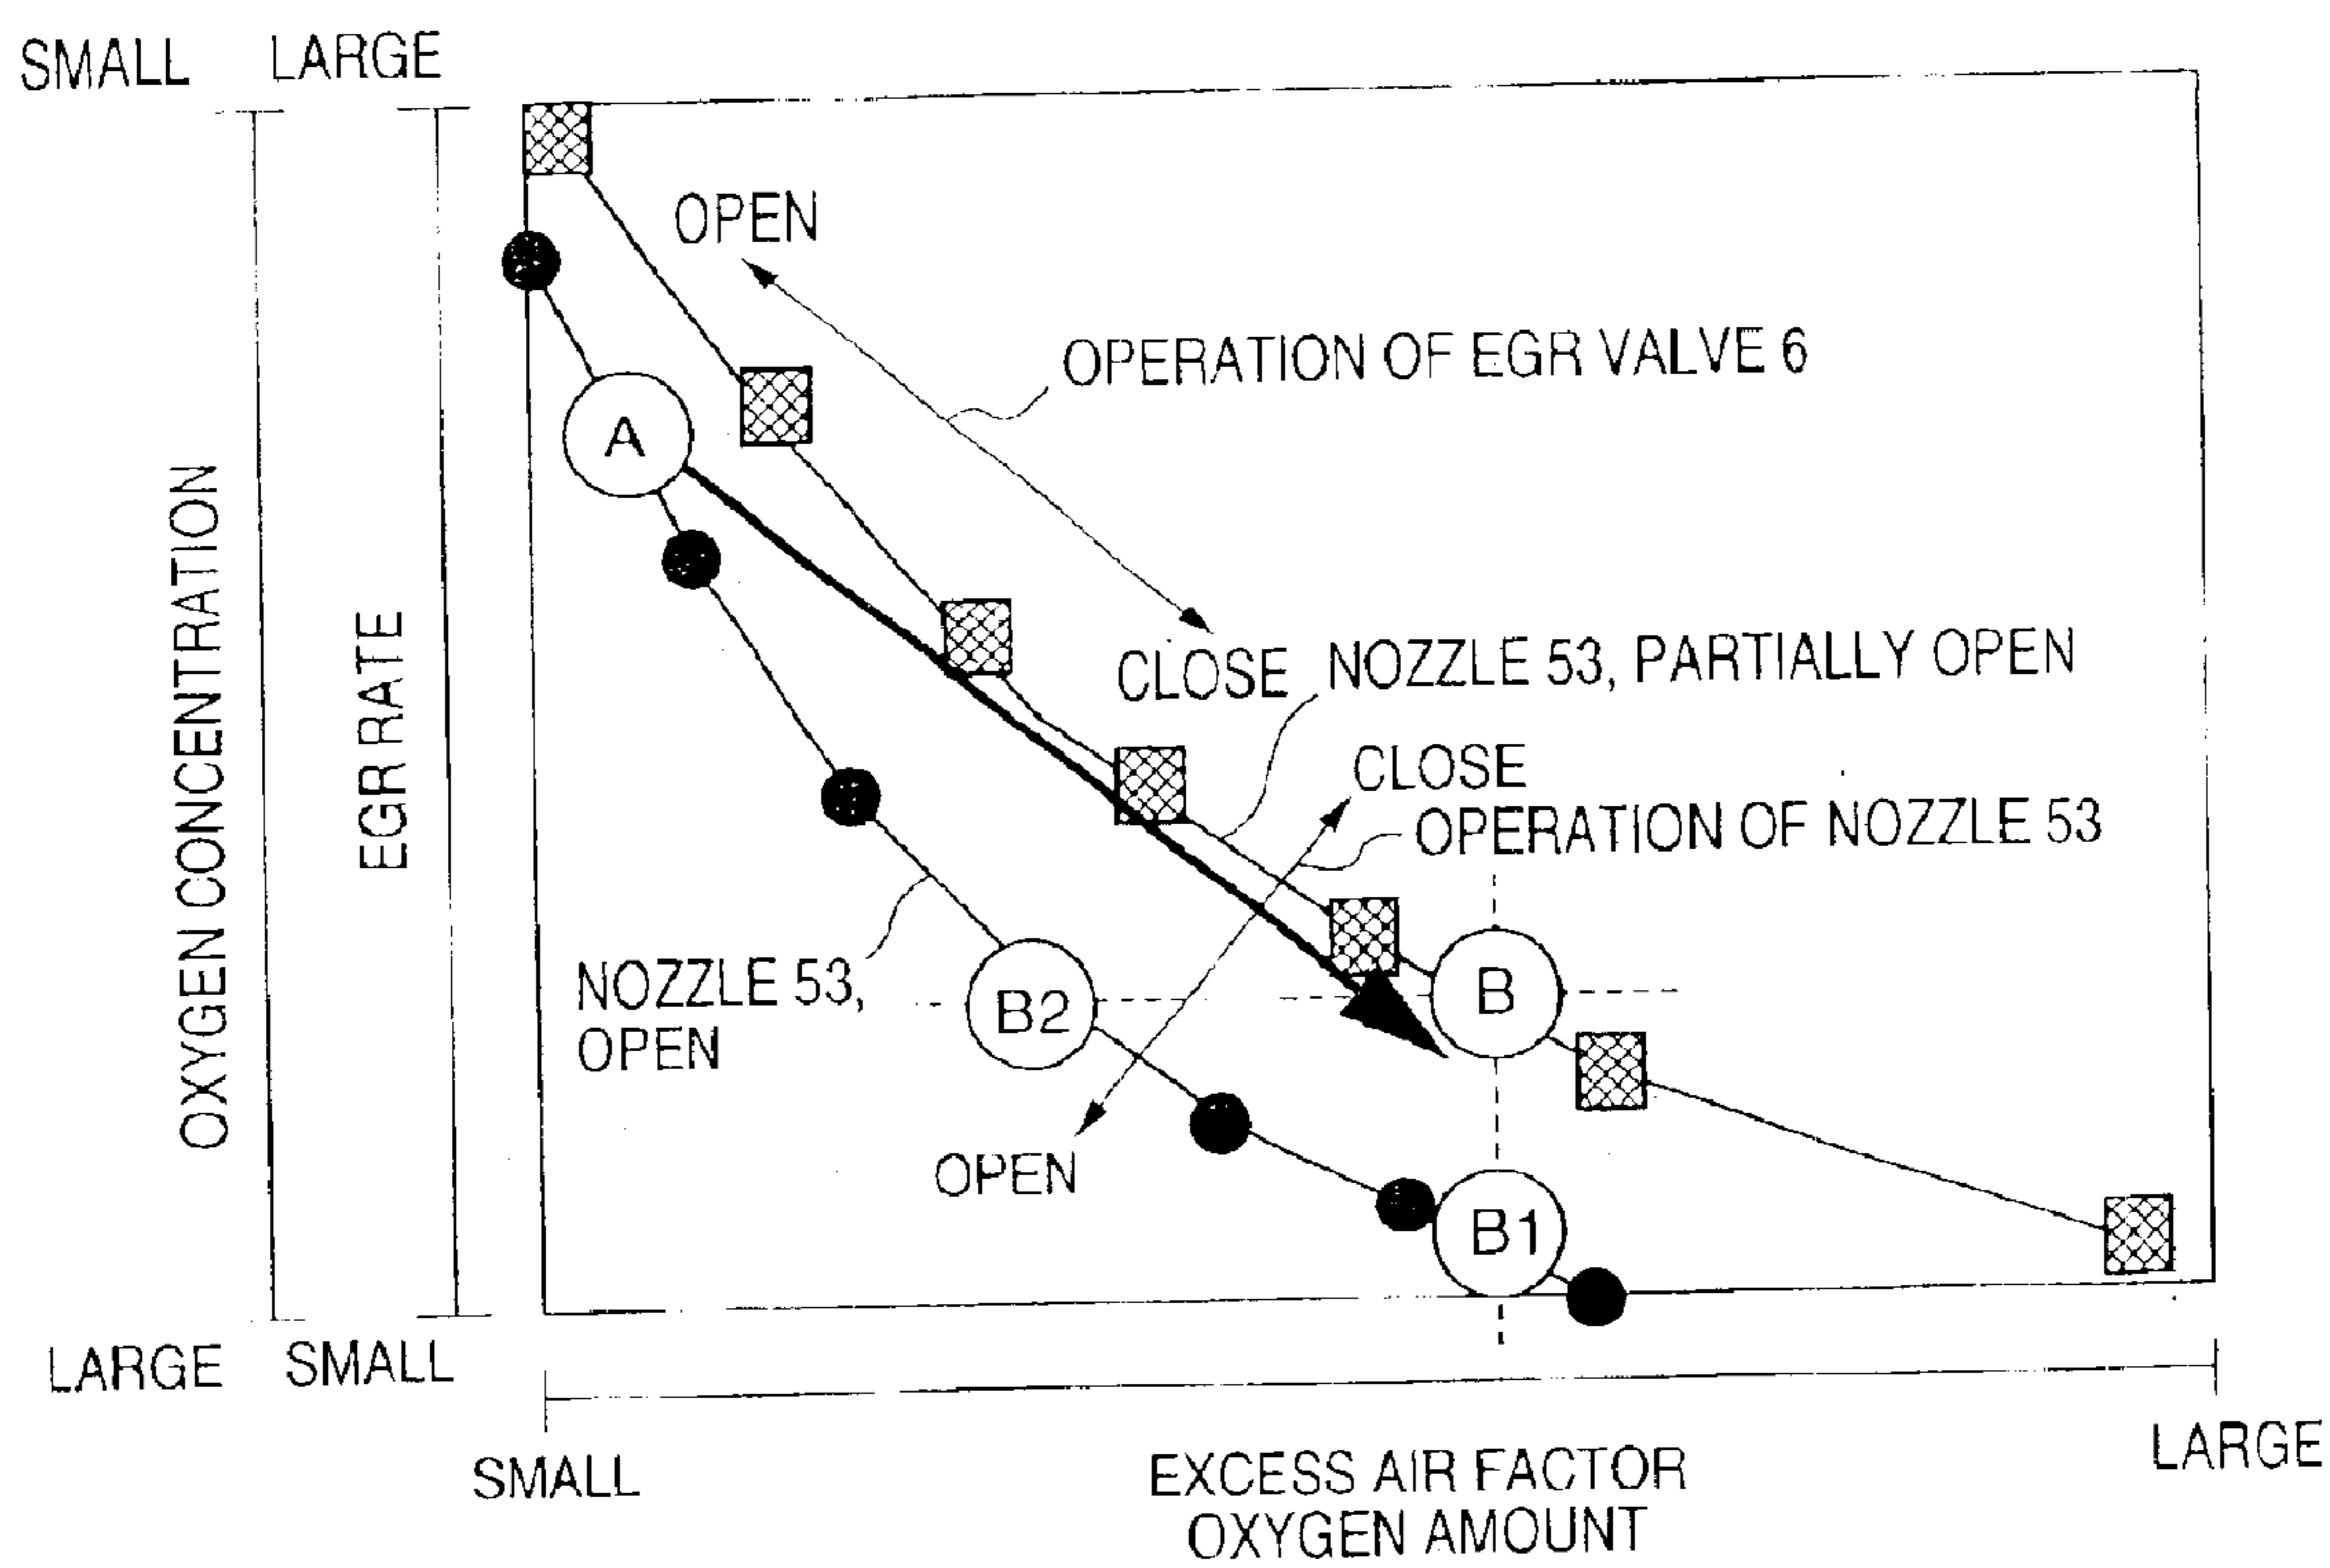 SMALL LARGE
OPEN
OPERATION OF EGR VALVE 6
A
OXYGEN CONCENTRATION
EGR RATE
CLOSE
NOZZLE 53, PARTIALLY OPEN
CLOSE
OPERATION OF NOZZLE 53
NOZZLE 53,
OPEN
B2
B
OPEN
B1
LARGE SMALL
SMALL
LARGE
EXCESS AIR FACTOR
OXYGEN AMOUNT